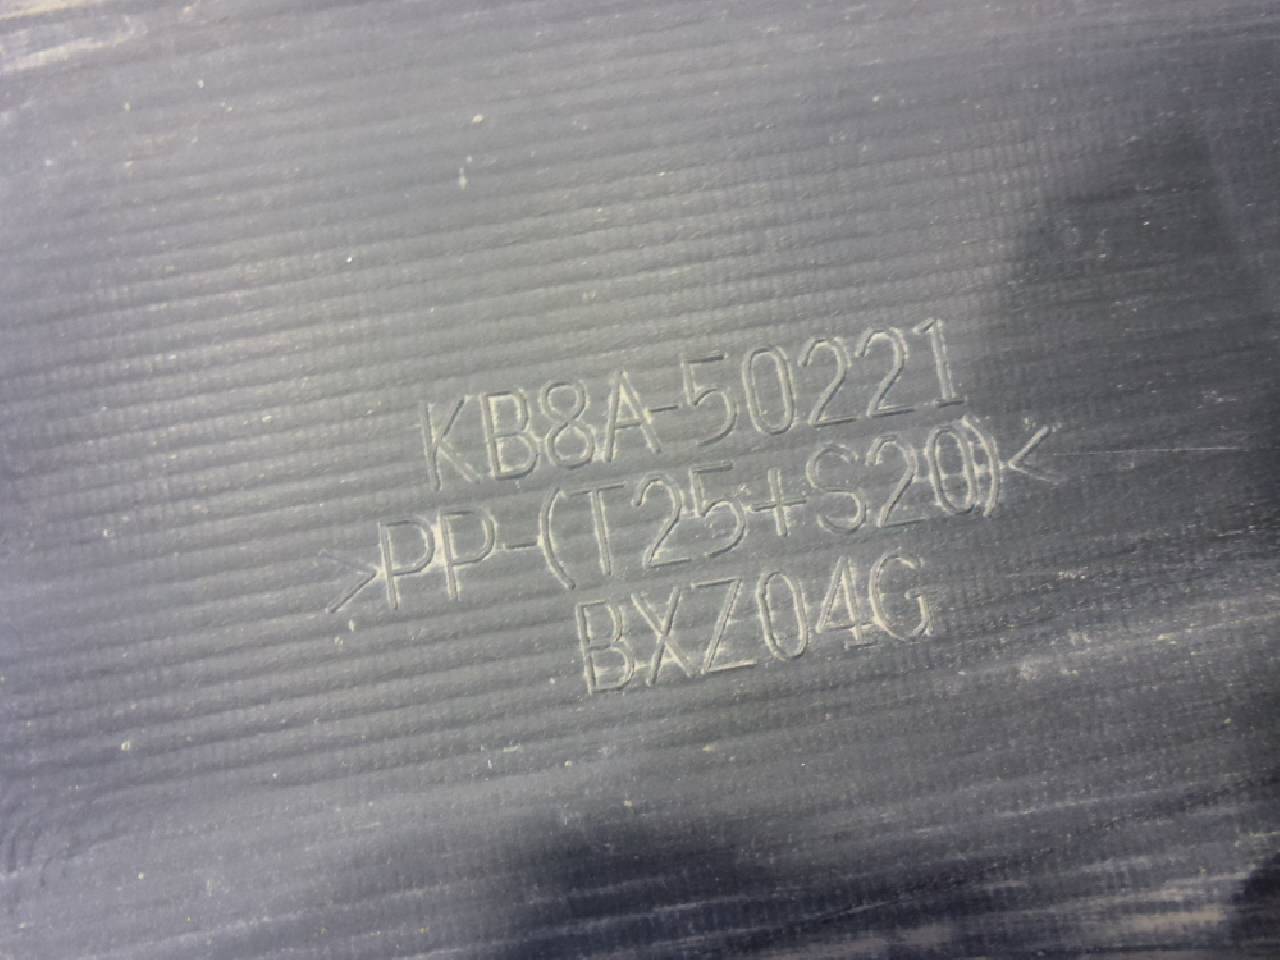 KB8A-50221
>PP-(T25+S20)<
BXZ04G